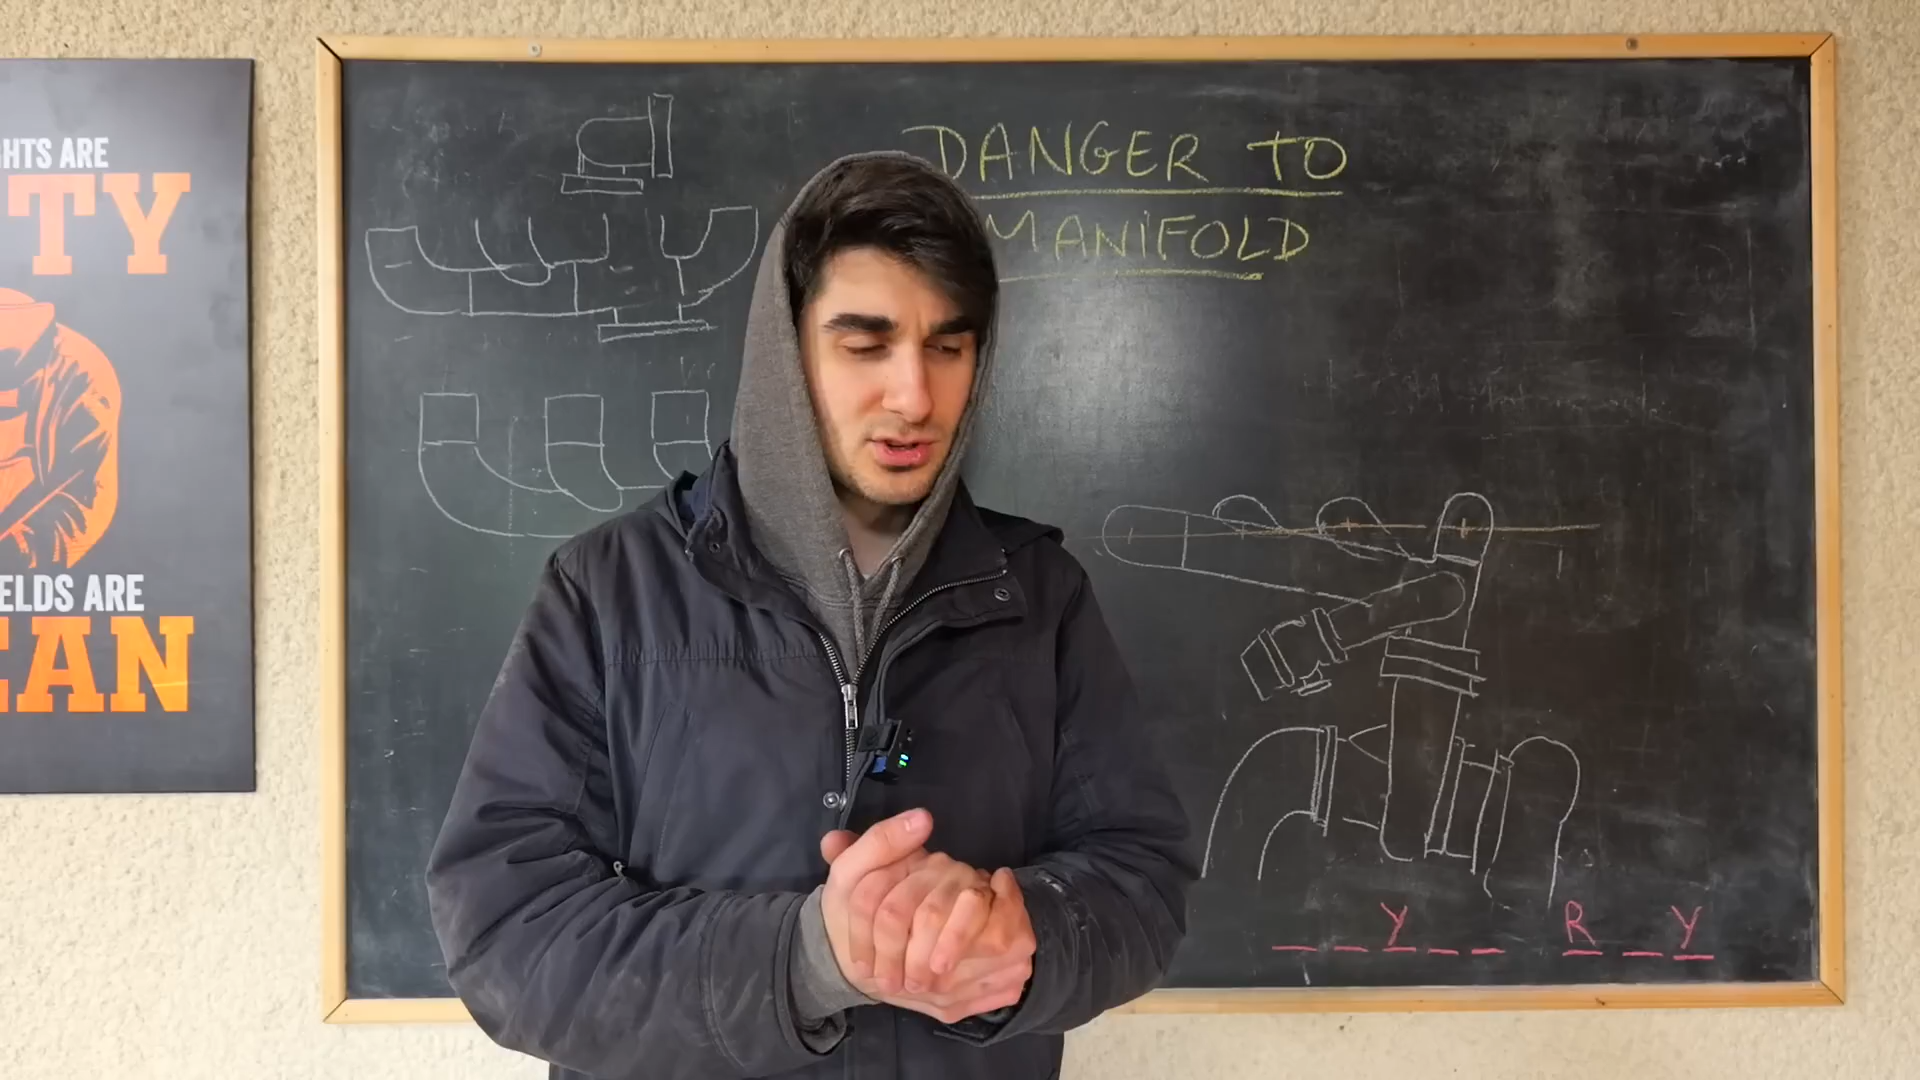 HTS ARE
TY
ELDS ARE
EAN
DANGER TO
MANIFOLD
_ _ Y _ _ R _ Y